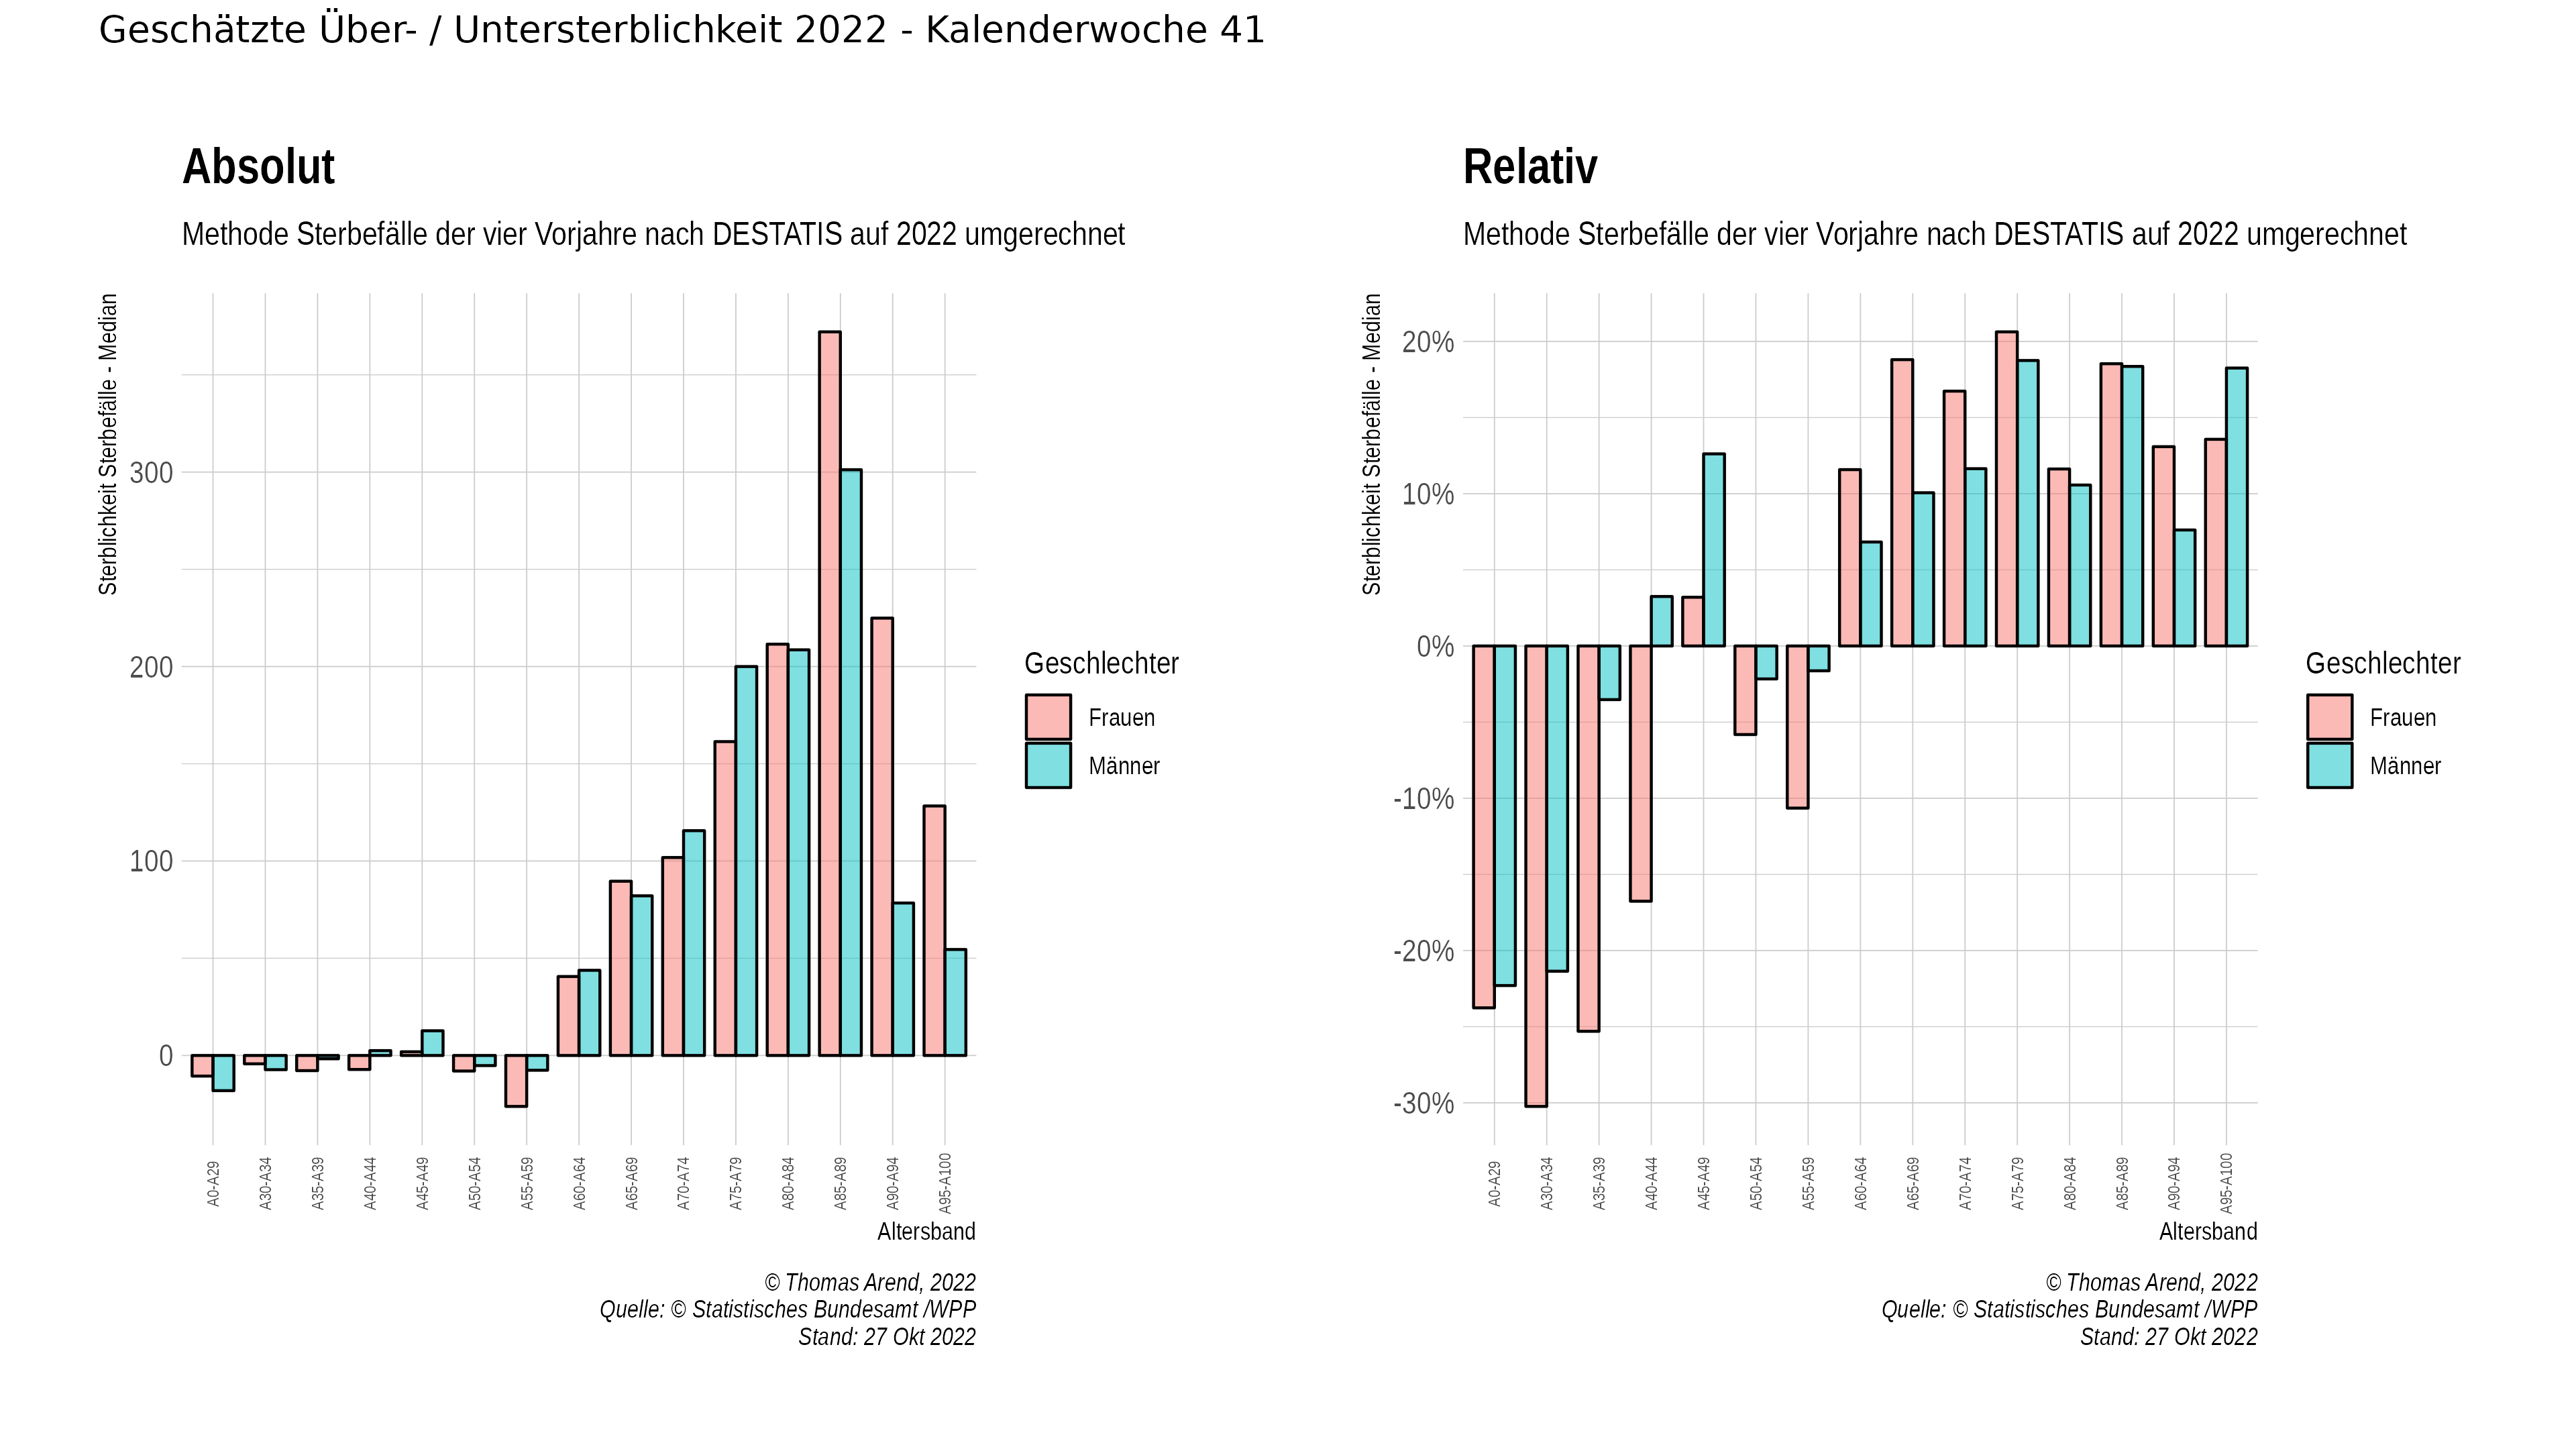 Geschätzte Über- / Untersterblichkeit 2022 - Kalenderwoche 41
Absolut
Methode Sterbefälle der vier Vorjahre nach DESTATIS auf 2022 umgerechnet
Sterblichkeit Sterbefälle - Median
300
200
100
0
A0-A29
A30-A34
A35-A39
A40-A44
A45-A49
A50-A54
A55-A59
A60-A64
A65-A69
A70-A74
A75-A79
A80-A84
A85-A89
A90-A94
A95-A100
Altersband
Geschlechter
Frauen
Männer
© Thomas Arend, 2022
Quelle: © Statistisches Bundesamt /WPP
Stand: 27 Okt 2022
Relativ
Methode Sterbefälle der vier Vorjahre nach DESTATIS auf 2022 umgerechnet
Sterblichkeit Sterbefälle - Median
20%
10%
0%
-10%
-20%
-30%
A0-A29
A30-A34
A35-A39
A40-A44
A45-A49
A50-A54
A55-A59
A60-A64
A65-A69
A70-A74
A75-A79
A80-A84
A85-A89
A90-A94
A95-A100
Altersband
Geschlechter
Frauen
Männer
© Thomas Arend, 2022
Quelle: © Statistisches Bundesamt /WPP
Stand: 27 Okt 2022